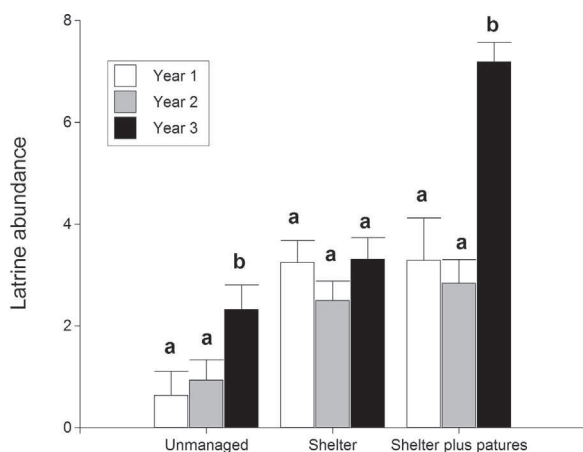 8
6
4
2
0
Latrine abundance
Year 1
Year 2
Year 3
a
a
b
a
a
a
a
a
b
Unmanaged
Shelter
Shelter plus patures